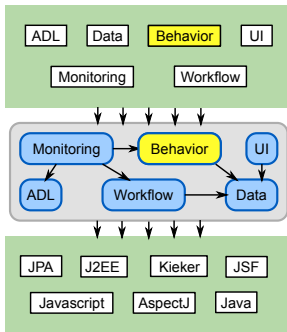 ADL Data Behavior UI
Monitoring Workflow
Monitoring Behavior UI
ADL Workflow Data
JPA J2EE Kieker JSF
Javascript AspectJ Java